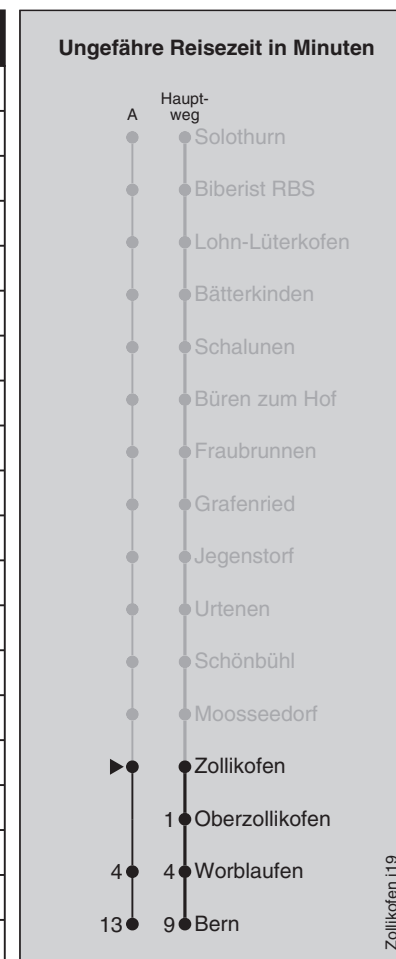 Ungefähre Reisezeit in Minuten
A Haupt-
weg
Solothurn
Biberist RBS
Lohn-Lüterkofen
Bätterkinden
Schalunen
Büren zum Hof
Fraubrunnen
Grafenried
Jegenstorf
Urtenen
Schönbühl
Moosseedorf
Zollikofen
1 Oberzollikofen
4 4 Worblaufen
13 9 Bern
Zollikofen j19